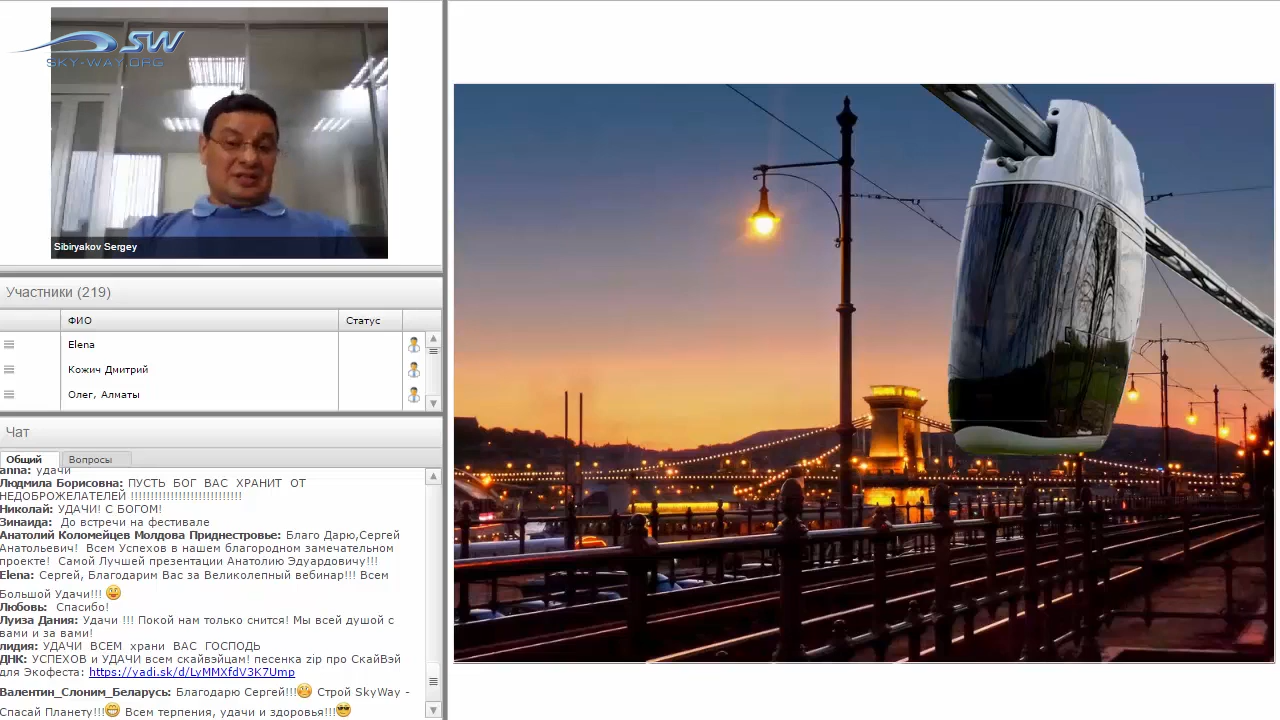 SW
SKY-WAY.ORG
Sibiryakov Sergey
Участники (219)
ФИО
Статус
Elena
Кожич Дмитрий
Олег, Алматы
Чат
Общий
Вопросы
anna: удачи
Людмила Борисовна: ПУСТЬ БОГ ВАС ХРАНИТ ОТ
НЕДОБРОЖЕЛАТЕЛЕЙ !!!!!!!!!!!!!!!!!!!!!!!!!!!!
Николай: УДАЧИ! С БОГОМ!
Зинаида: До встречи на фестивале
Анатолий Коломейцев Молдова Приднестровье: Благо Дарю,Сергей
Анатольевич! Всем Успехов в нашем благородном замечательном
проекте! Самой Лучшей презентации Анатолию Эдуардовичу!!!
Elena: Сергей, Благодарим Вас за Великолепный вебинар!!! Всем
Большой Удачи!!!
Любовь: Спасибо!
Луиза Дания: Удачи !!! Покой нам только снится! Мы всей душой с
вами и за вами!
лидия: УДАЧИ ВСЕМ храни ВАС ГОСПОДЬ
ДНК: УСПЕХОВ и УДАЧИ всем скайвэйцам! песенка zip про СкайВэй
для Экофеста: https://yadi.sk/d/LyMMXfdV3K7Ump
Валентин_Слоним_Беларусь: Благодарю Сергей!!! Строй SkyWay -
Спасай Планету!!! Всем терпения, удачи и здоровья!!!